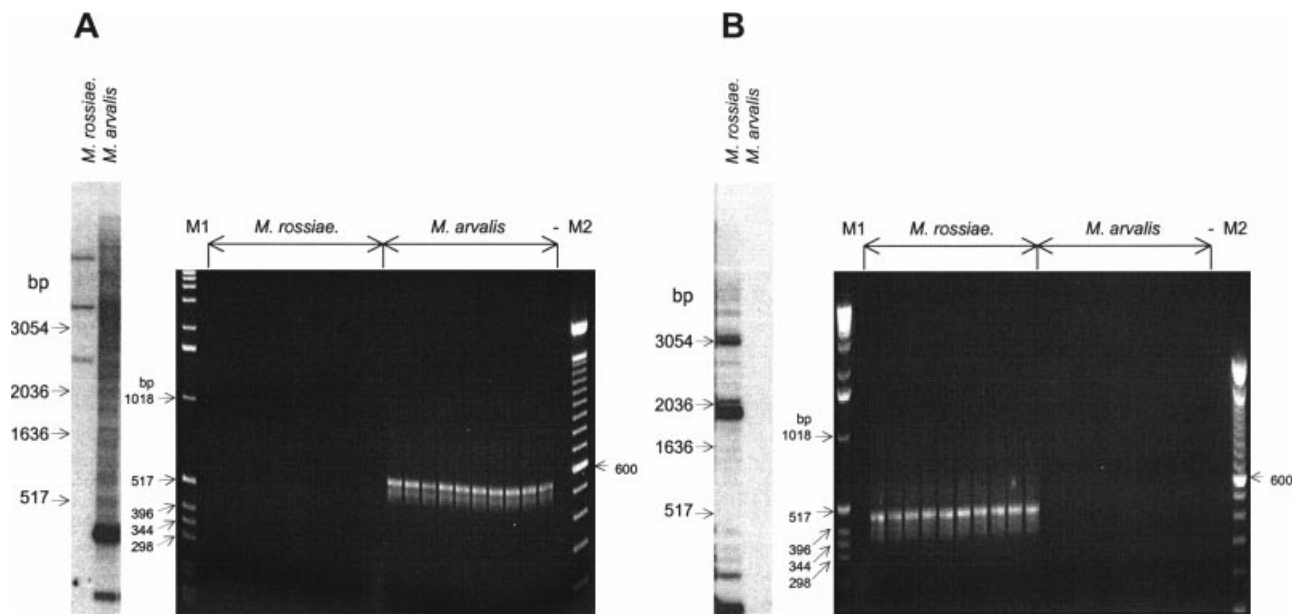 A
M. rossiae.
M. arvalis
M1
M. rossiae.
M. arvalis
- M2
bp
3054
2036
1636
517
bp
1018
517
396
344
298
600
B
M. rossiae.
M. arvalis
M1
M. rossiae.
M. arvalis
- M2
bp
3054
2036
1636
517
bp
1018
517
396
344
298
600